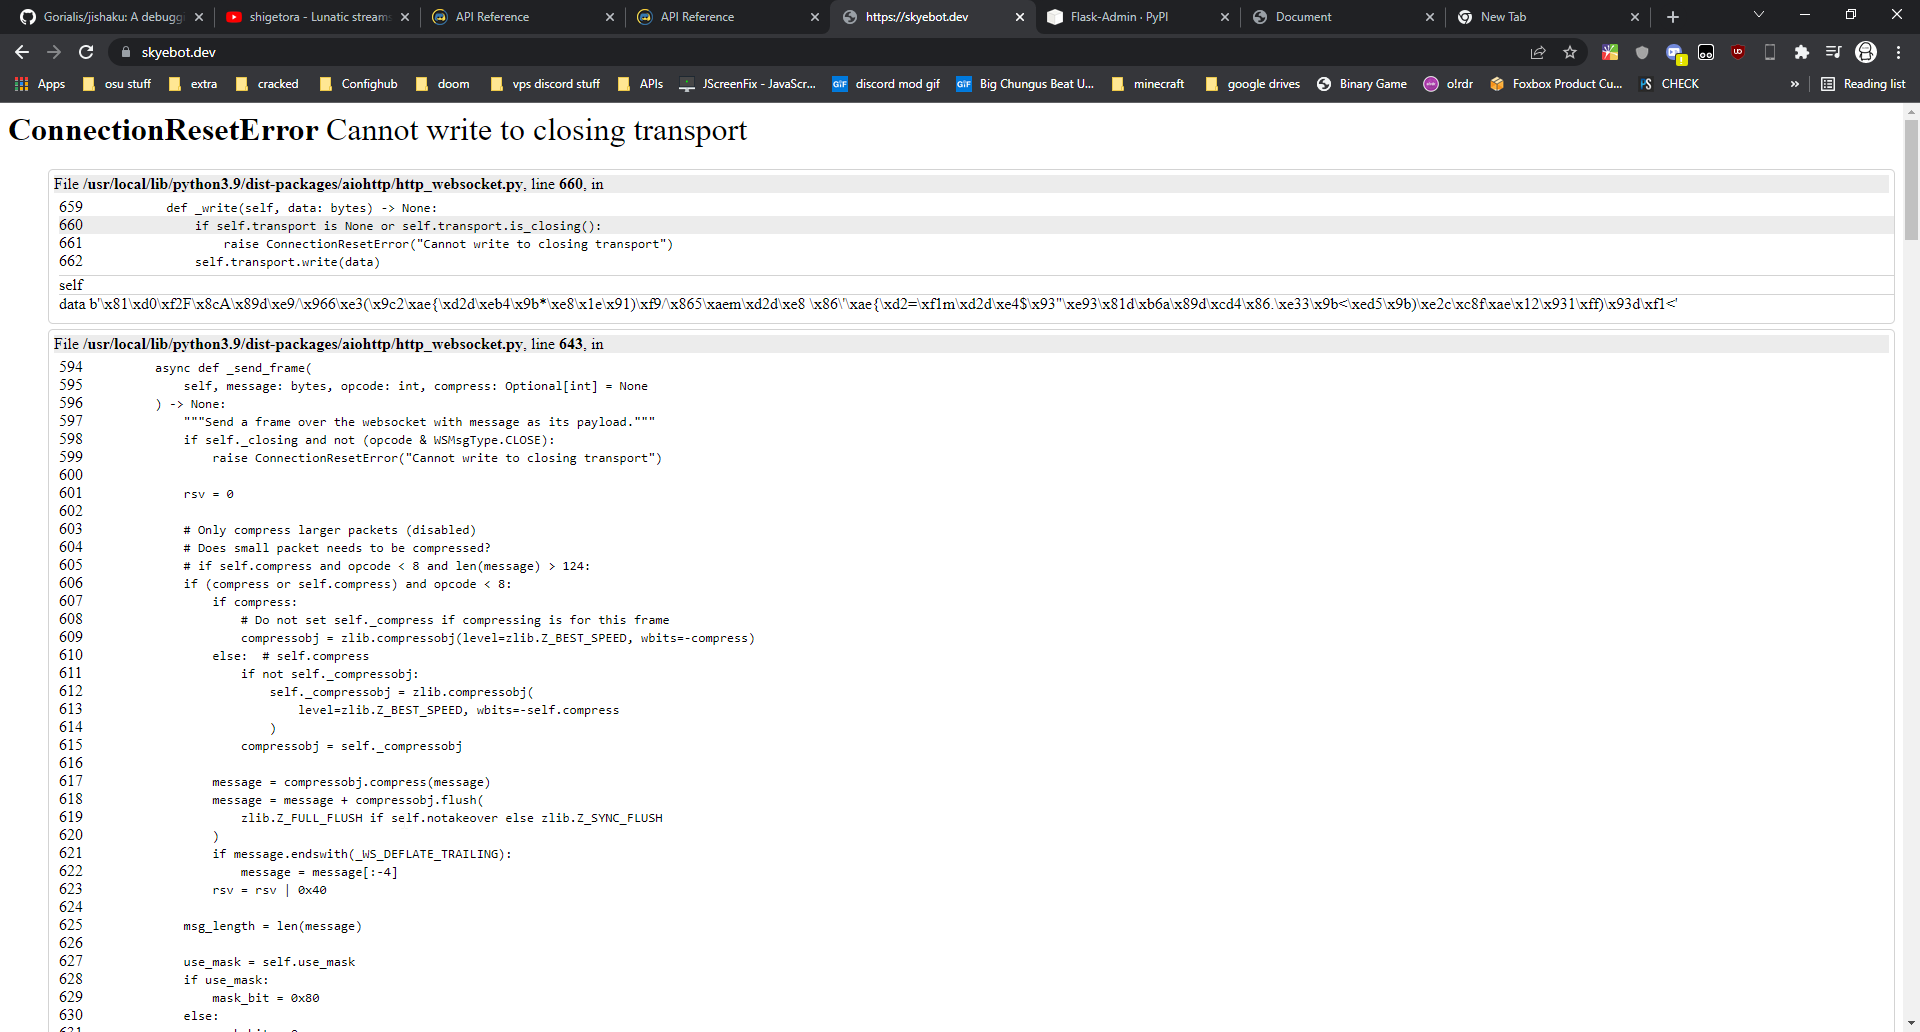 Gorialis/jishaku: A debuggi
shigetora - Lunatic stream
API Reference
API Reference
https://skyebot.dev
Flask-Admin · PyPI
Document
New Tab
skyebot.dev
Apps
osu stuff
extra
cracked
Confighub
doom
vps discord stuff
APIs
JScreenFix - JavaScr...
GIF
discord mod gif
GIF
Big Chungus Beat U...
minecraft
google drives
Binary Game
o!rdr
Foxbox Product Cu...
CHECK
»
Reading list
ConnectionResetError Cannot write to closing transport
File /usr/local/lib/python3.9/dist-packages/aiohttp/http_websocket.py, line 660, in
659 def _write(self, data: bytes) -> None:
660 if self.transport is None or self.transport.is_closing():
661 raise ConnectionResetError("Cannot write to closing transport")
662 self.transport.write(data)
self
data b'\x81\xd0\xf2F\x8cA\x89d\xe9/\x966\xe3(\x9c2\xae{\xd2d\xeb4\x9b*\xe8\x1e\x91)\xf9/\x865\xaem\xd2d\xe8 \x86\'\xae{\xd2=\xf1m\xd2d\xe4$\x93"\xe93\x81d\xb6a\x89d\xcd4\x86.\xe33\x9b<\xed5\x9b)\xe2c\xc8f\xae\x12\x931\xff)\x93d\xf1<'
File /usr/local/lib/python3.9/dist-packages/aiohttp/http_websocket.py, line 643, in
594 async def _send_frame(
595 self, message: bytes, opcode: int, compress: Optional[int] = None
596 ) -> None:
597 """Send a frame over the websocket with message as its payload."""
598 if self._closing and not (opcode & WSMsgType.CLOSE):
599 raise ConnectionResetError("Cannot write to closing transport")
600
601 rsv = 0
602
603 # Only compress larger packets (disabled)
604 # Does small packet needs to be compressed?
605 # if self.compress and opcode < 8 and len(message) > 124:
606 if (compress or self.compress) and opcode < 8:
607 if compress:
608 # Do not set self._compress if compressing is for this frame
609 compressobj = zlib.compressobj(level=zlib.Z_BEST_SPEED, wbits=-compress)
610 else: # self.compress
611 if not self._compressobj:
612 self._compressobj = zlib.compressobj(
613 level=zlib.Z_BEST_SPEED, wbits=-self.compress
614 )
615 compressobj = self._compressobj
616
617 message = compressobj.compress(message)
618 message = message + compressobj.flush(
619 zlib.Z_FULL_FLUSH if self.notakeover else zlib.Z_SYNC_FLUSH
620 )
621 if message.endswith(_WS_DEFLATE_TRAILING):
622 message = message[:-4]
623 rsv = rsv | 0x40
624
625 msg_length = len(message)
626
627 use_mask = self.use_mask
628 if use_mask:
629 mask_bit = 0x80
630 else: